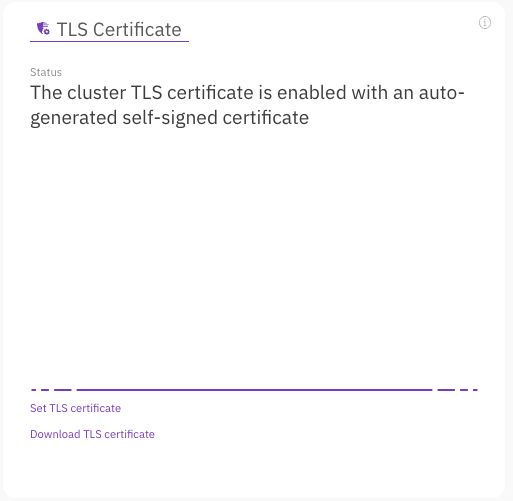 TLS Certificate
Status
The cluster TLS certificate is enabled with an auto-
generated self-signed certificate
Set TLS certificate
Download TLS certificate